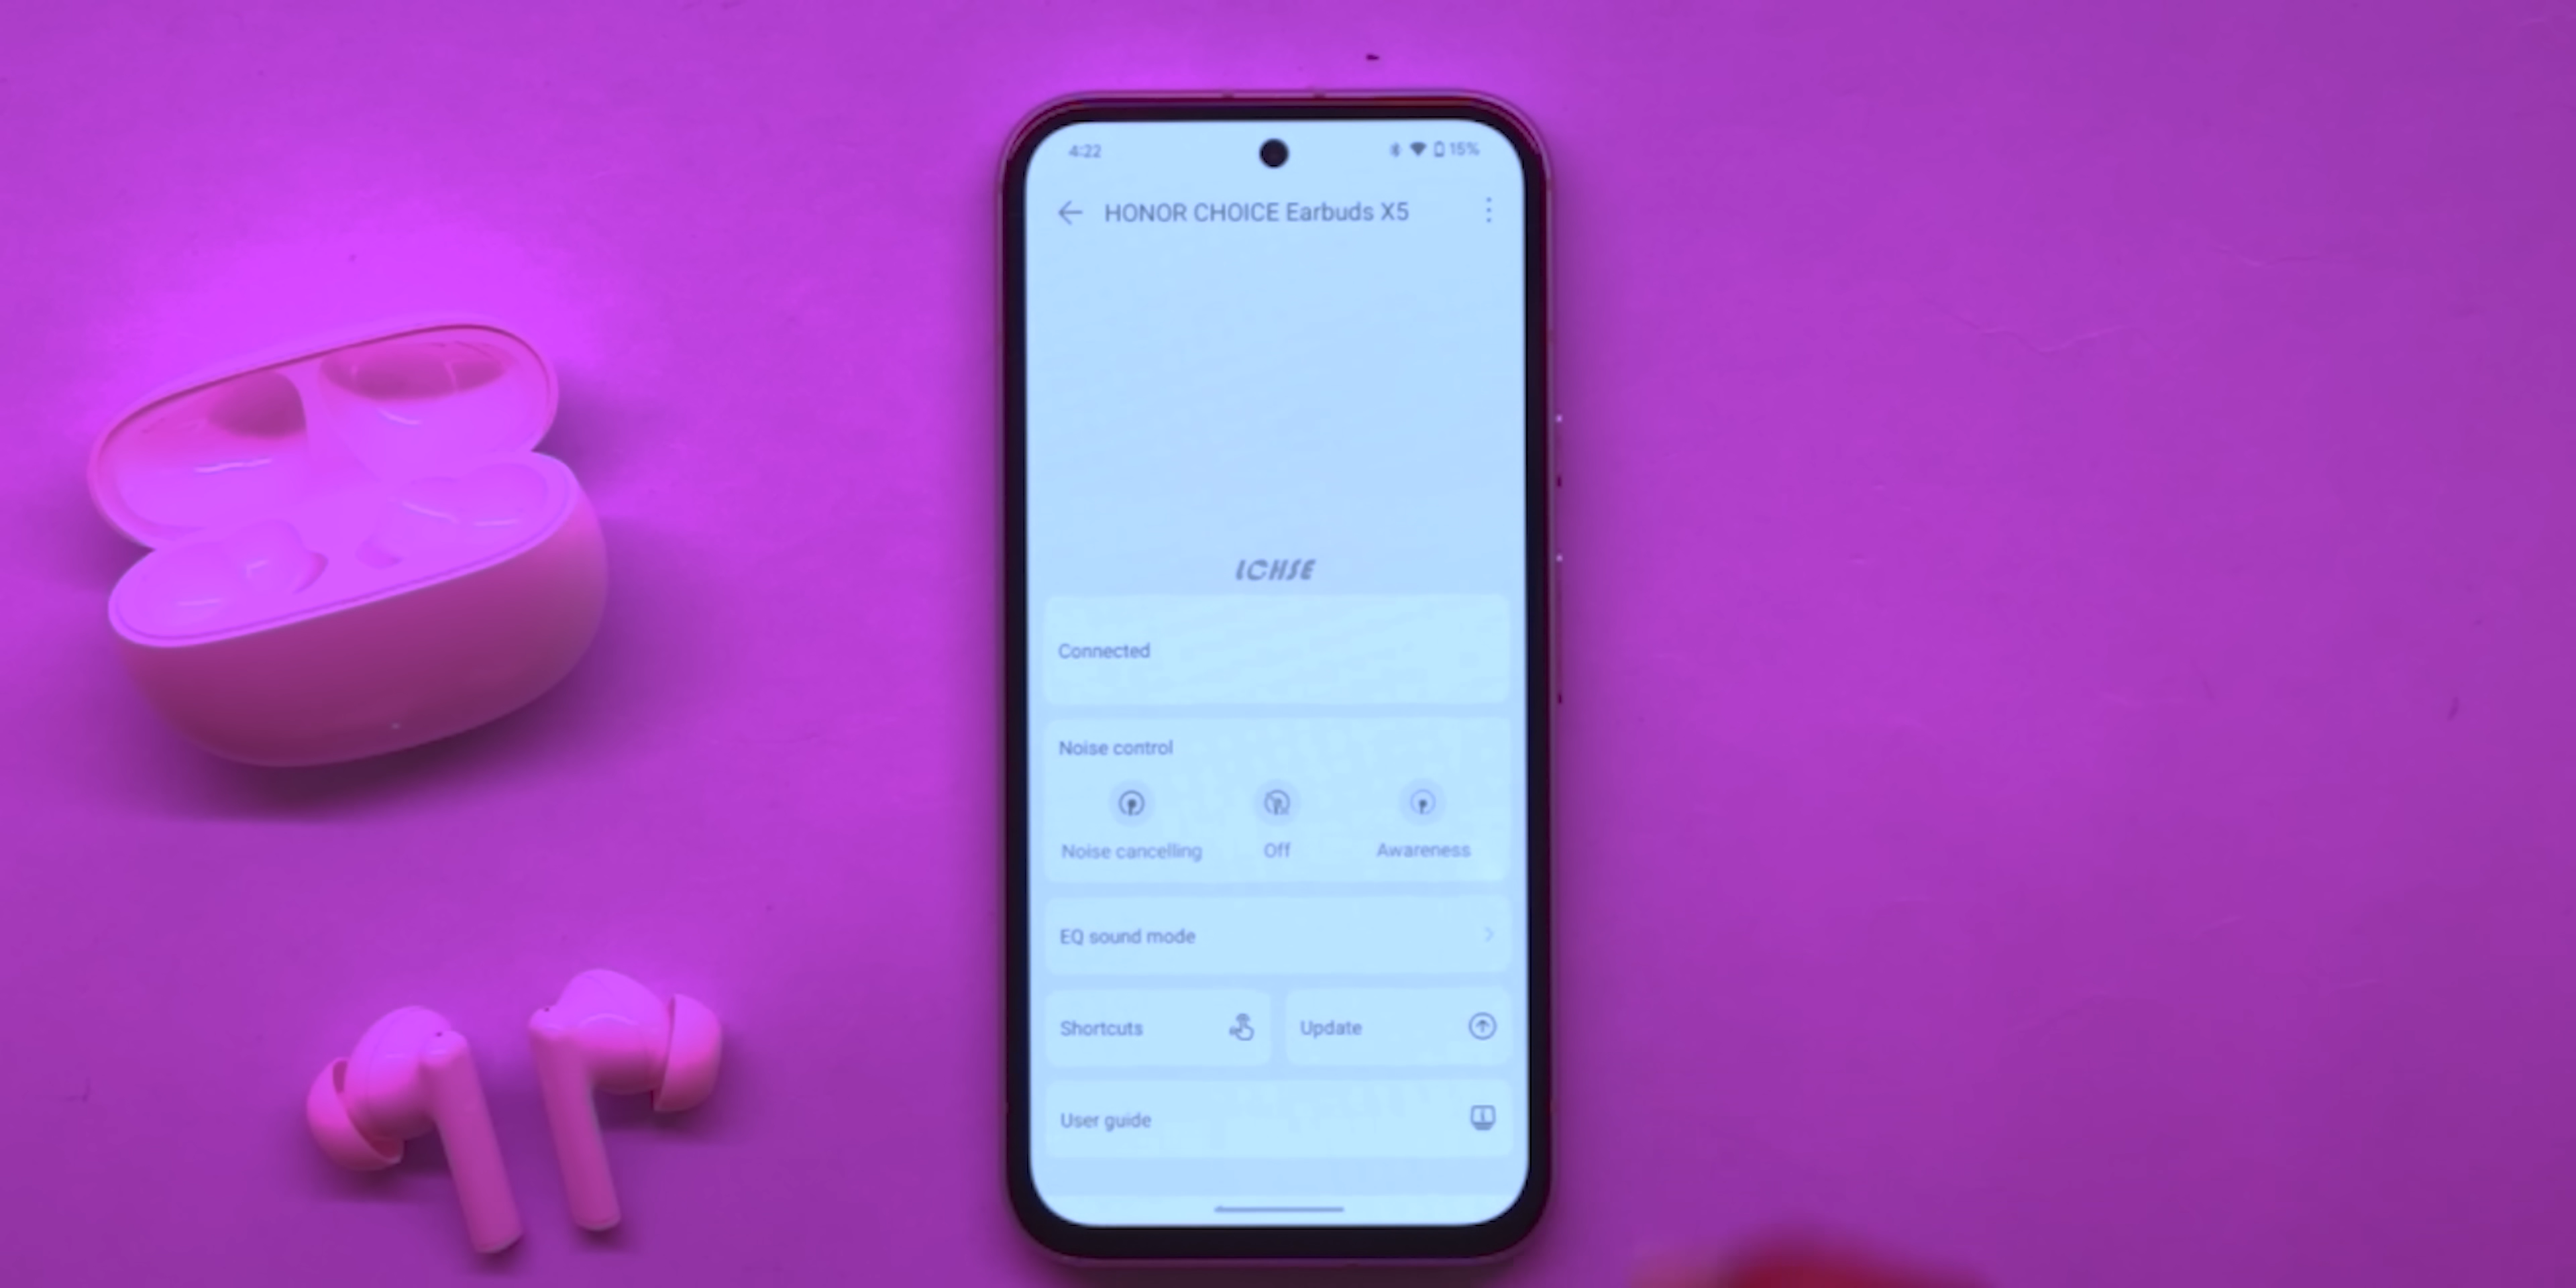 4:22 15%
HONOR CHOICE Earbuds X5
LCHSE
Connected
Noise control
Noise cancelling Off Awareness
EQ sound mode
Shortcuts Update
User guide